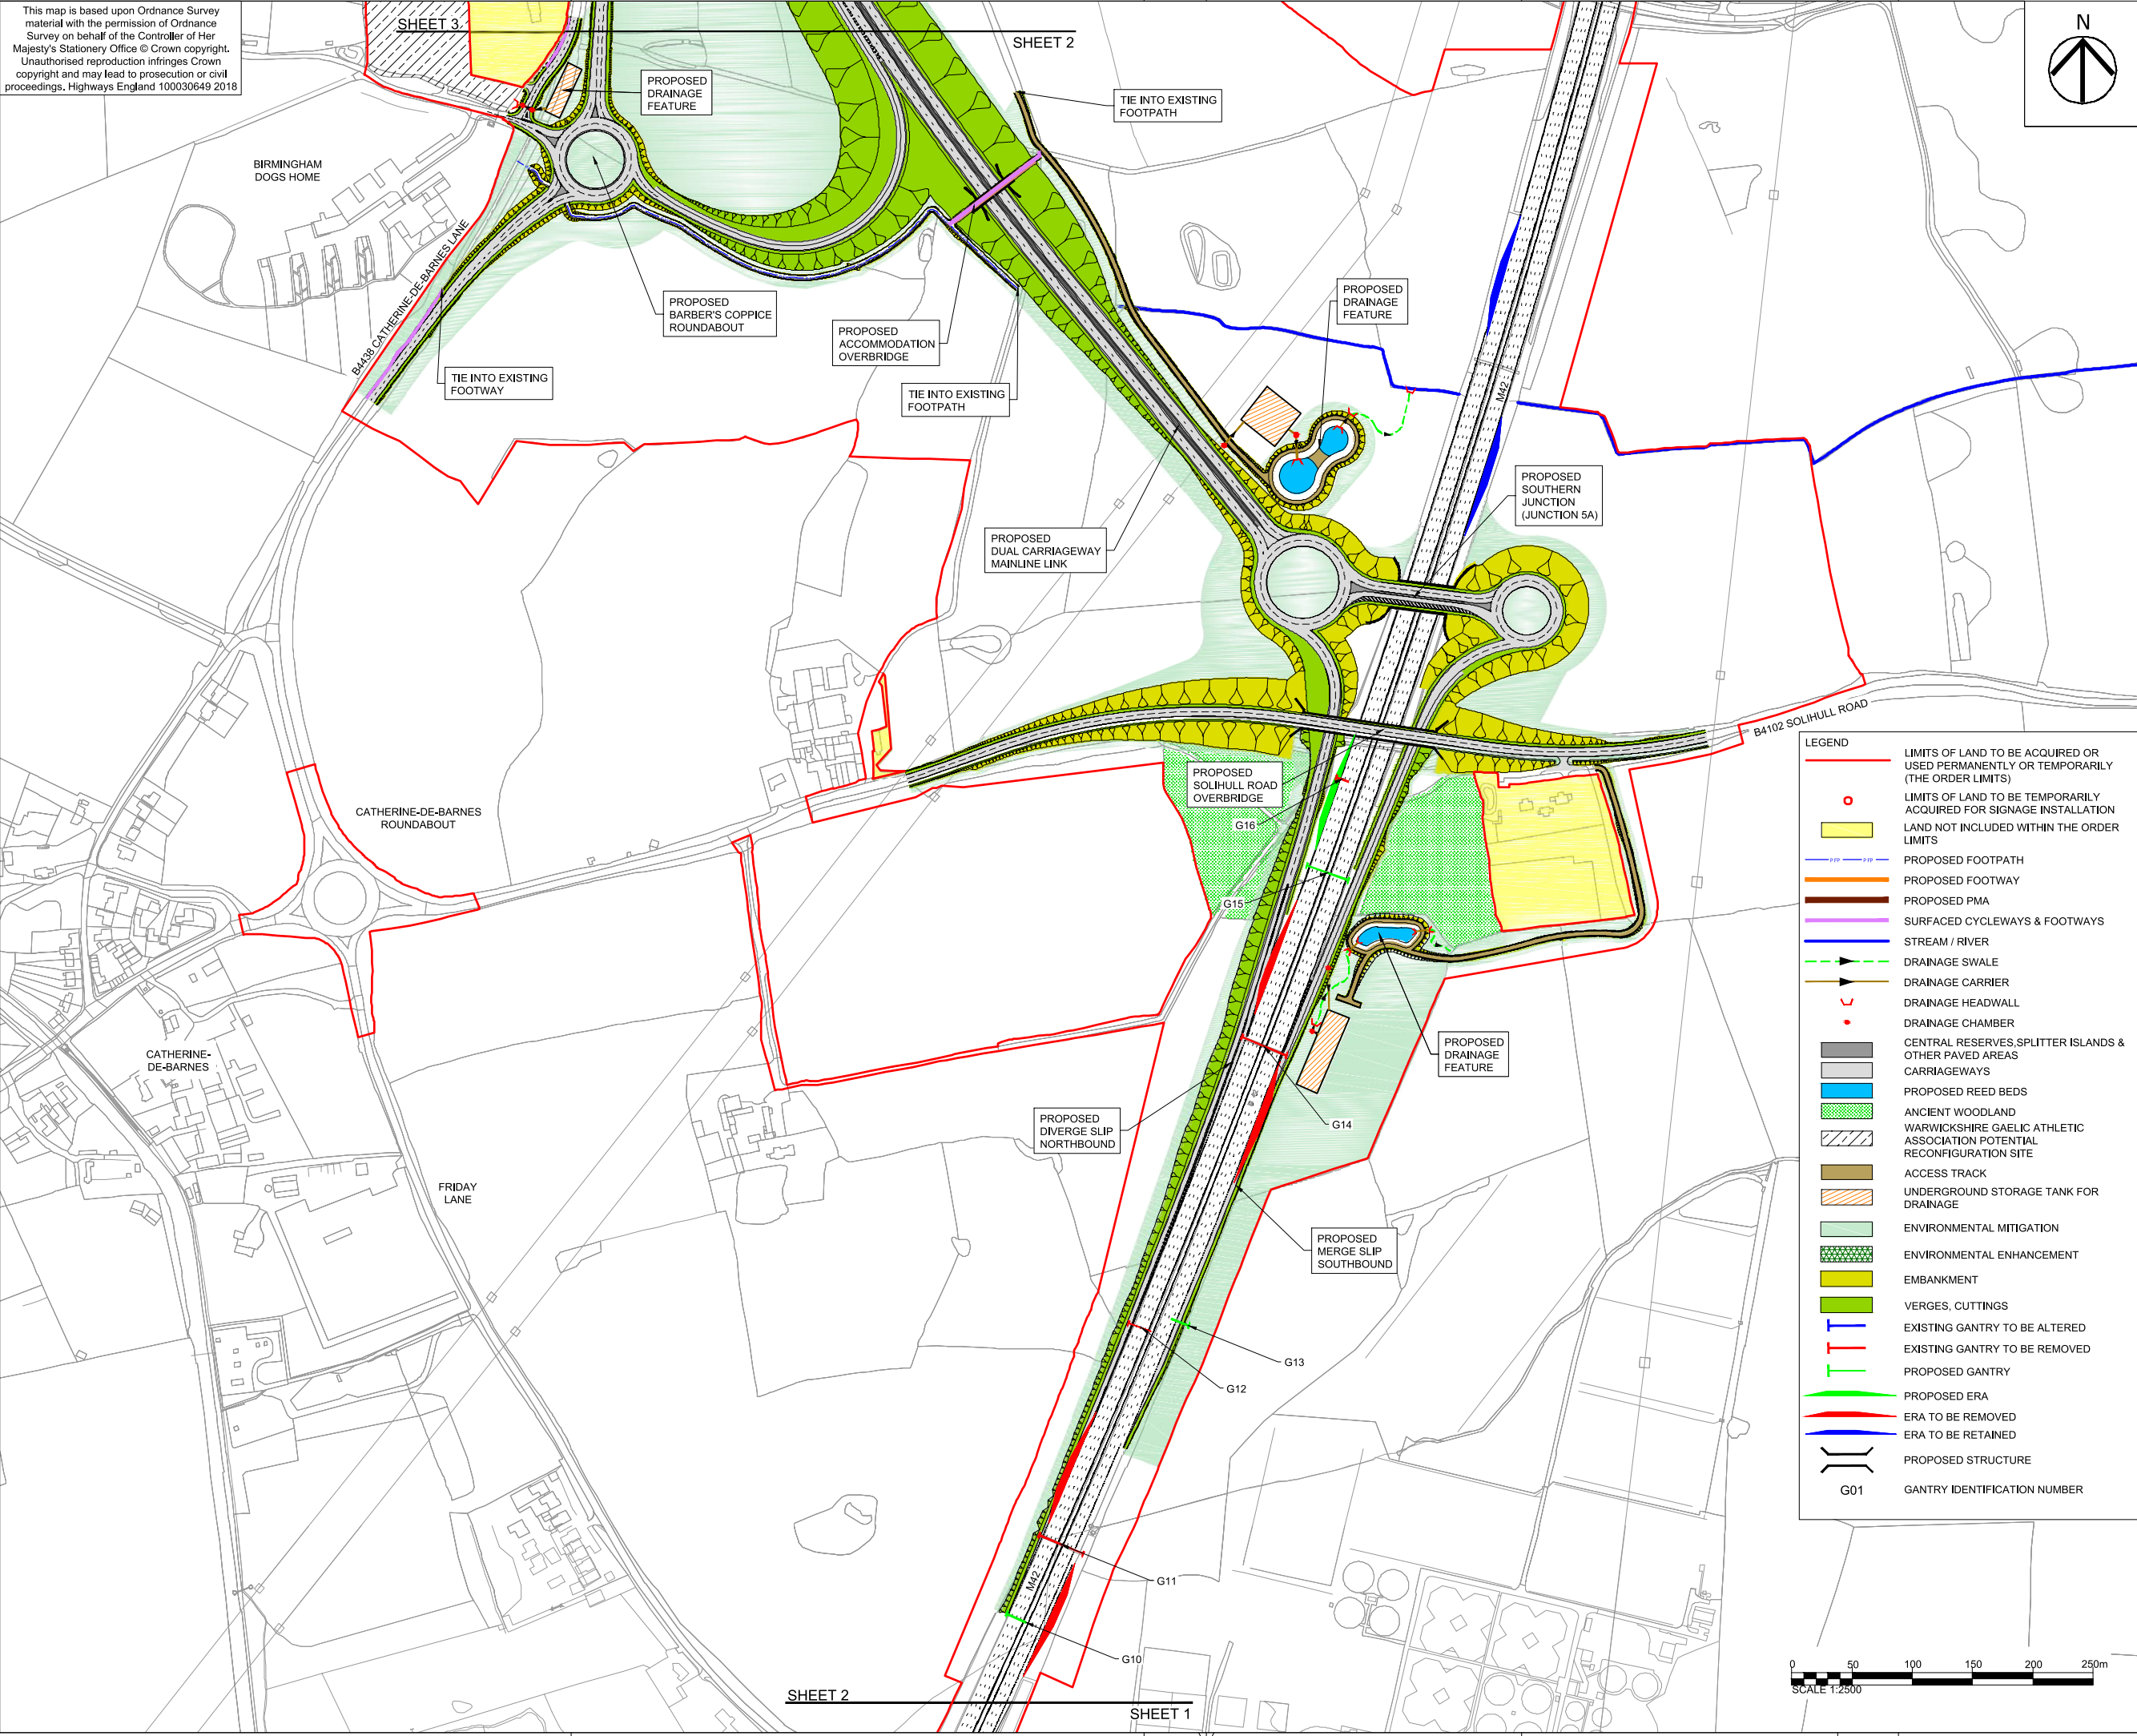 This map is based upon Ordnance Survey
material with the permission of Ordnance
Survey on behalf of the Controller of Her
Majesty's Stationery Office © Crown copyright.
Unauthorised reproduction infringes Crown
copyright and may lead to prosecution or civil
proceedings. Highways England 100030649 2018
SHEET 3
SHEET 2
N
PROPOSED
DRAINAGE
FEATURE
TIE INTO EXISTING
FOOTPATH
BIRMINGHAM
DOGS HOME
B4438 CATHERINE-DE-BARNES LANE
PROPOSED
BARBER'S COPPICE
ROUNDABOUT
PROPOSED
ACCOMMODATION
OVERBRIDGE
PROPOSED
DRAINAGE
FEATURE
TIE INTO EXISTING
FOOTWAY
TIE INTO EXISTING
FOOTPATH
M42
PROPOSED
SOUTHERN
JUNCTION
(JUNCTION 5A)
PROPOSED
DUAL CARRIAGEWAY
MAINLINE LINK
B4102 SOLIHULL ROAD
PROPOSED
SOLIHULL ROAD
OVERBRIDGE
G16
CATHERINE-DE-BARNES
ROUNDABOUT
G15
CATHERINE-
DE-BARNES
PROPOSED
DRAINAGE
FEATURE
PROPOSED
DIVERGE SLIP
NORTHBOUND
G14
FRIDAY
LANE
PROPOSED
MERGE SLIP
SOUTHBOUND
G13
G12
G11
M42
G10
SHEET 2
SHEET 1
LEGEND
LIMITS OF LAND TO BE ACQUIRED OR
USED PERMANENTLY OR TEMPORARILY
(THE ORDER LIMITS)
LIMITS OF LAND TO BE TEMPORARILY
ACQUIRED FOR SIGNAGE INSTALLATION
LAND NOT INCLUDED WITHIN THE ORDER
LIMITS
PROPOSED FOOTPATH
PROPOSED FOOTWAY
PROPOSED PMA
SURFACED CYCLEWAYS & FOOTWAYS
STREAM / RIVER
DRAINAGE SWALE
DRAINAGE CARRIER
DRAINAGE HEADWALL
DRAINAGE CHAMBER
CENTRAL RESERVES,SPLITTER ISLANDS &
OTHER PAVED AREAS
CARRIAGEWAYS
PROPOSED REED BEDS
ANCIENT WOODLAND
WARWICKSHIRE GAELIC ATHLETIC
ASSOCIATION POTENTIAL
RECONFIGURATION SITE
ACCESS TRACK
UNDERGROUND STORAGE TANK FOR
DRAINAGE
ENVIRONMENTAL MITIGATION
ENVIRONMENTAL ENHANCEMENT
EMBANKMENT
VERGES, CUTTINGS
EXISTING GANTRY TO BE ALTERED
EXISTING GANTRY TO BE REMOVED
PROPOSED GANTRY
PROPOSED ERA
ERA TO BE REMOVED
ERA TO BE RETAINED
PROPOSED STRUCTURE
G01 GANTRY IDENTIFICATION NUMBER
0 50 100 150 200 250m
SCALE 1:2500